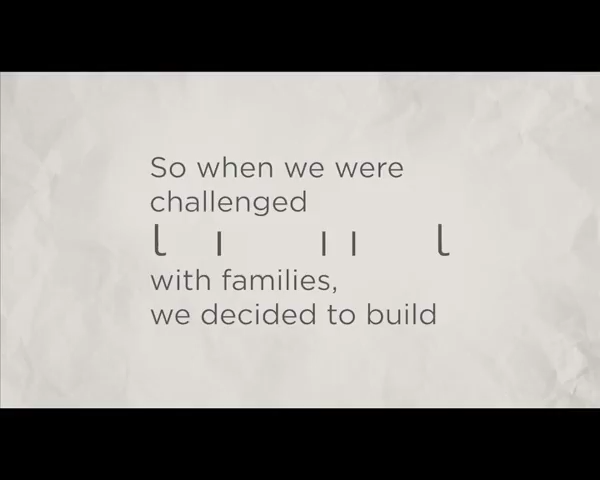 So when we were
challenged
with families,
we decided to build